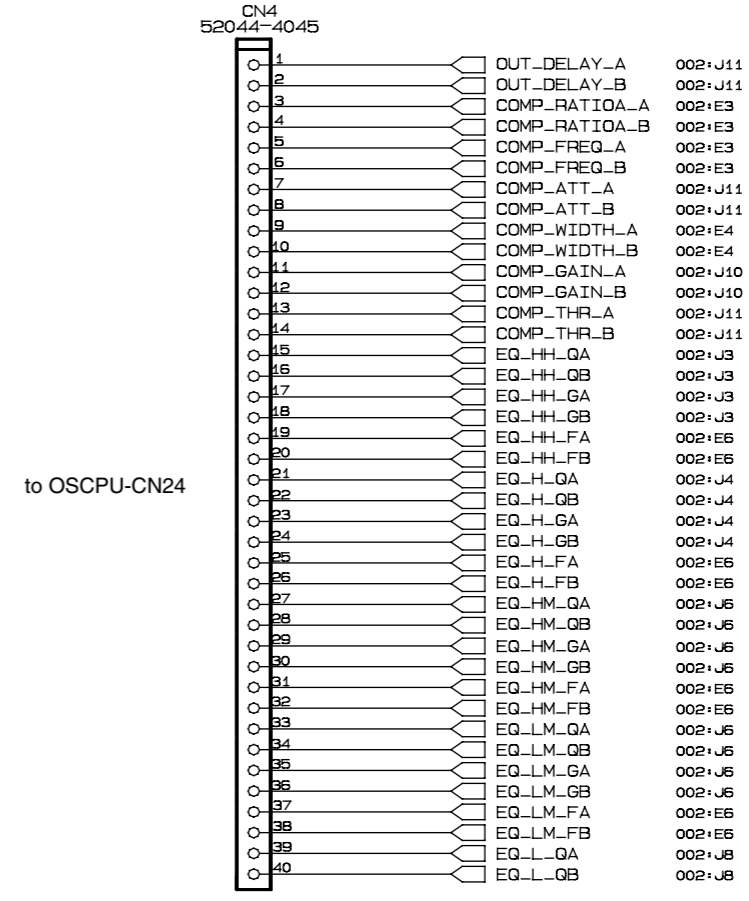 CN4
52044-4045
1 OUT_DELAY_A 002:J11
2 OUT_DELAY_B 002:J11
3 COMP_RATIOA_A 002:E3
4 COMP_RATIOA_B 002:E3
5 COMP_FREQ_A 002:E3
6 COMP_FREQ_B 002:E3
7 COMP_ATT_A 002:J11
8 COMP_ATT_B 002:J11
9 COMP_WIDTH_A 002:E4
10 COMP_WIDTH_B 002:E4
11 COMP_GAIN_A 002:J10
12 COMP_GAIN_B 002:J10
13 COMP_THR_A 002:J11
14 COMP_THR_B 002:J11
15 EQ_HH_QA 002:J3
16 EQ_HH_QB 002:J3
17 EQ_HH_GA 002:J3
18 EQ_HH_GB 002:J3
19 EQ_HH_FA 002:E6
20 EQ_HH_FB 002:E6
21 EQ_H_QA 002:J4
to OSCPU-CN24
22 EQ_H_QB 002:J4
23 EQ_H_GA 002:J4
24 EQ_H_GB 002:J4
25 EQ_H_FA 002:E6
26 EQ_H_FB 002:E6
27 EQ_HM_QA 002:J6
28 EQ_HM_QB 002:J6
29 EQ_HM_GA 002:J6
30 EQ_HM_GB 002:J6
31 EQ_HM_FA 002:E6
32 EQ_HM_FB 002:E6
33 EQ_LM_QA 002:J6
34 EQ_LM_QB 002:J6
35 EQ_LM_GA 002:J6
36 EQ_LM_GB 002:J6
37 EQ_LM_FA 002:E6
38 EQ_LM_FB 002:E6
39 EQ_L_QA 002:J8
40 EQ_L_QB 002:J8